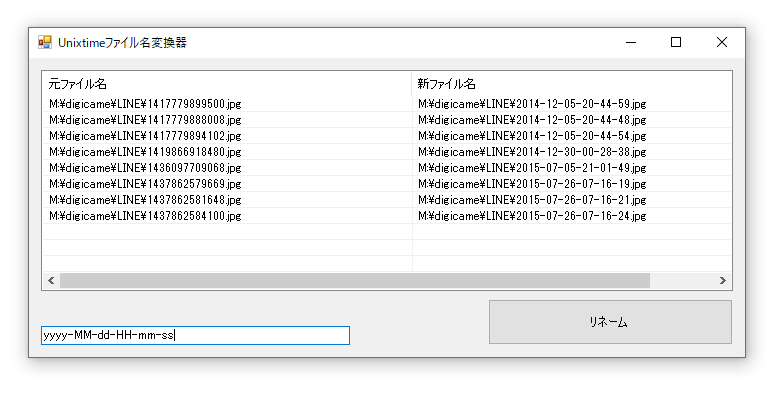 Unixtimeファイル名変換器
元ファイル名 新ファイル名
M:¥digicame¥LINE¥1417779899500.jpg M:¥digicame¥LINE¥2014-12-05-20-44-59.jpg
M:¥digicame¥LINE¥1417779888008.jpg M:¥digicame¥LINE¥2014-12-05-20-44-48.jpg
M:¥digicame¥LINE¥1417779894102.jpg M:¥digicame¥LINE¥2014-12-05-20-44-54.jpg
M:¥digicame¥LINE¥1419866918480.jpg M:¥digicame¥LINE¥2014-12-30-00-28-38.jpg
M:¥digicame¥LINE¥1436097709068.jpg M:¥digicame¥LINE¥2015-07-05-21-01-49.jpg
M:¥digicame¥LINE¥1437862579669.jpg M:¥digicame¥LINE¥2015-07-26-07-16-19.jpg
M:¥digicame¥LINE¥1437862581648.jpg M:¥digicame¥LINE¥2015-07-26-07-16-21.jpg
M:¥digicame¥LINE¥1437862584100.jpg M:¥digicame¥LINE¥2015-07-26-07-16-24.jpg
リネーム
yyyy-MM-dd-HH-mm-ss